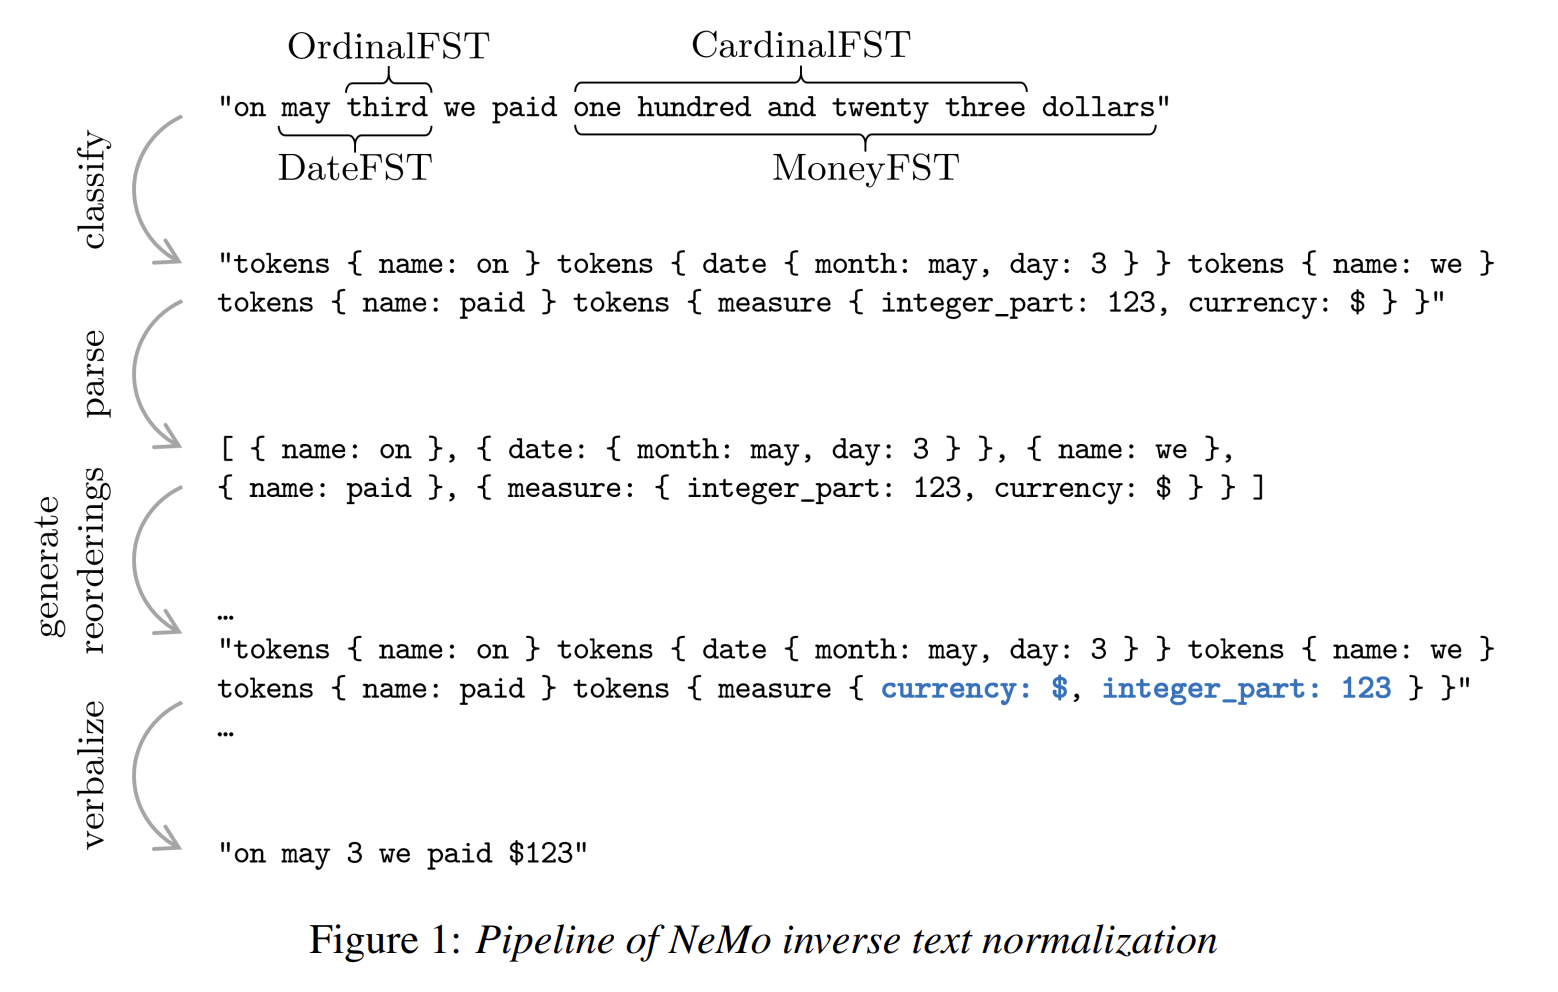 OrdinalFST CardinalFST
"on may third we paid one hundred and twenty three dollars"
DateFST MoneyFST
classify
"tokens { name: on } tokens { date { month: may, day: 3 } } tokens { name: we }
tokens { name: paid } tokens { measure { integer_part: 123, currency: $ } }"
parse
[ { name: on }, { date: { month: may, day: 3 } }, { name: we },
{ name: paid }, { measure: { integer_part: 123, currency: $ } } ]
generate
reorderings
…
"tokens { name: on } tokens { date { month: may, day: 3 } } tokens { name: we }
tokens { name: paid } tokens { measure { currency: $, integer_part: 123 } }"
…
verbalize
"on may 3 we paid $123"
Figure 1: Pipeline of NeMo inverse text normalization